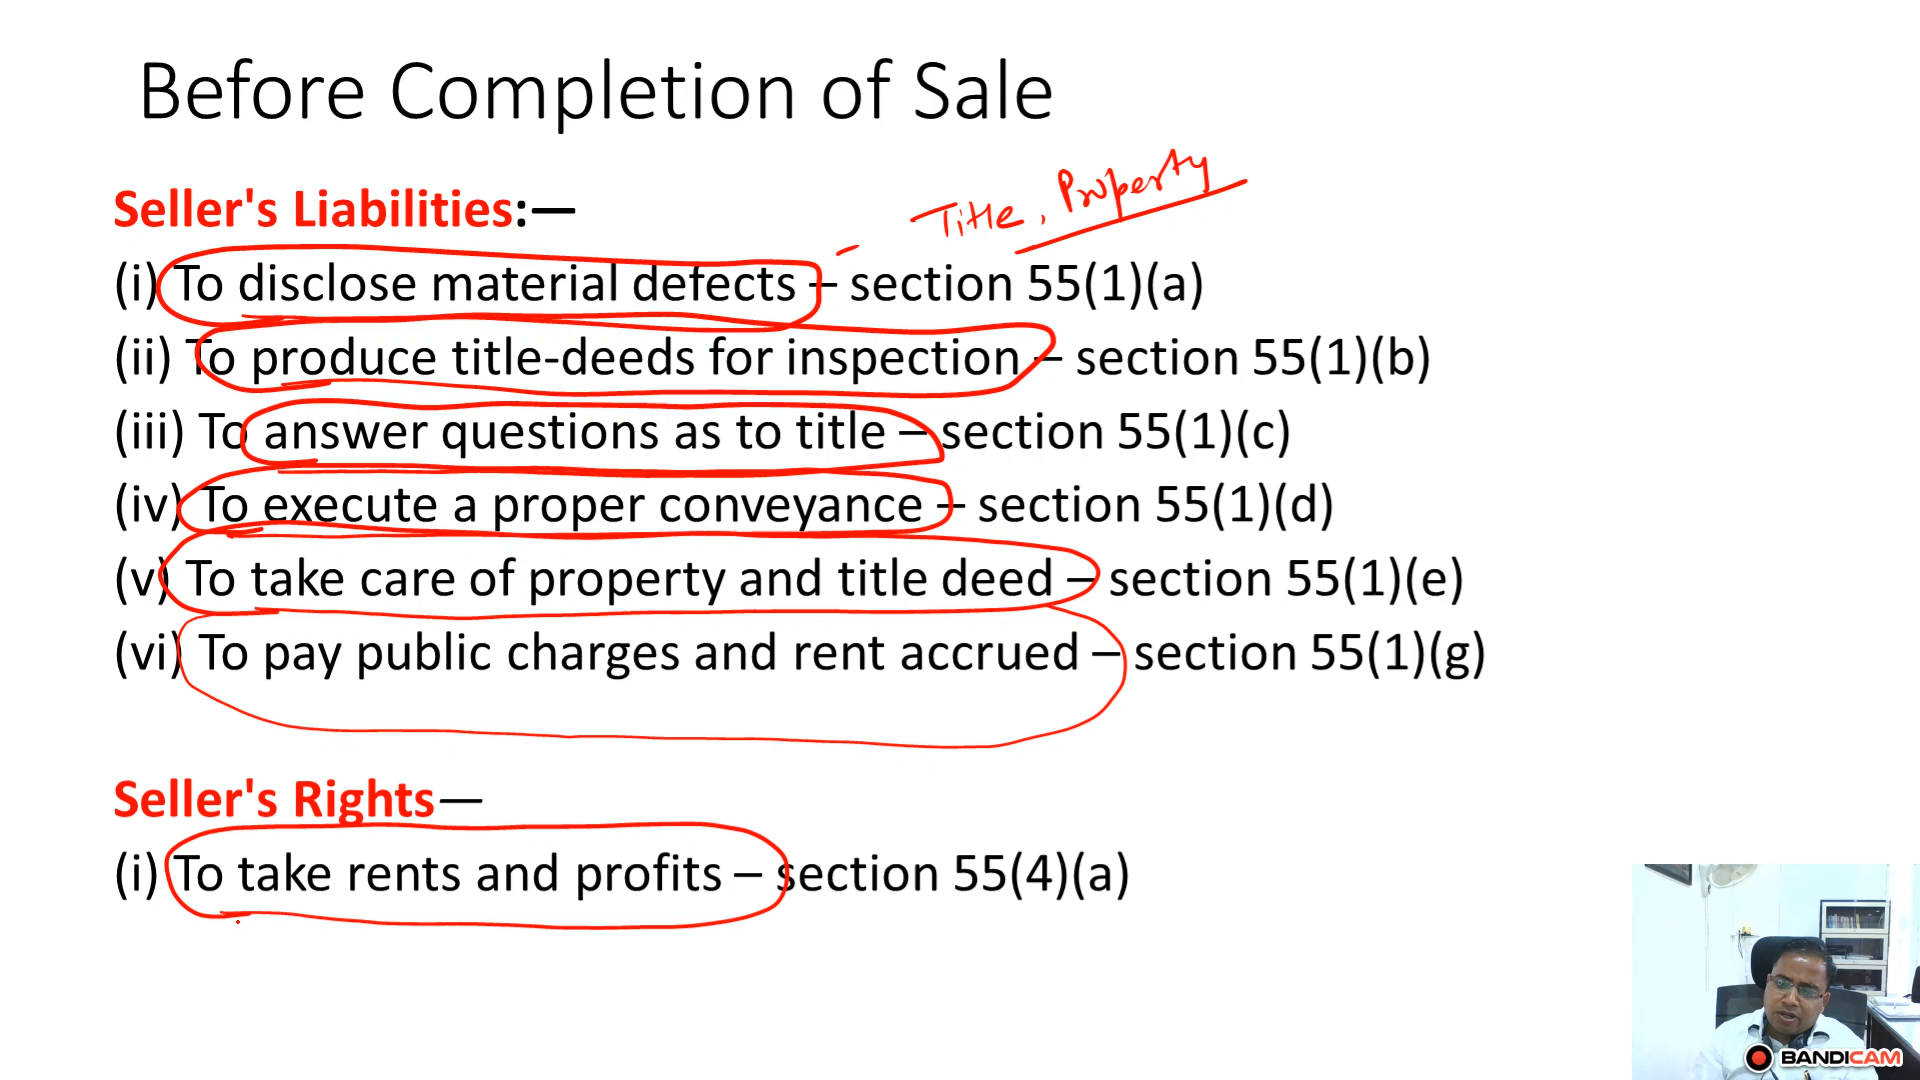 Before Completion of Sale
Title, Property
Seller's Liabilities:—
(i) To disclose material defects – section 55(1)(a)
(ii) To produce title-deeds for inspection – section 55(1)(b)
(iii) To answer questions as to title – section 55(1)(c)
(iv) To execute a proper conveyance – section 55(1)(d)
(v) To take care of property and title deed – section 55(1)(e)
(vi) To pay public charges and rent accrued – section 55(1)(g)
Seller's Rights—
(i) To take rents and profits – section 55(4)(a)
BANDICAM